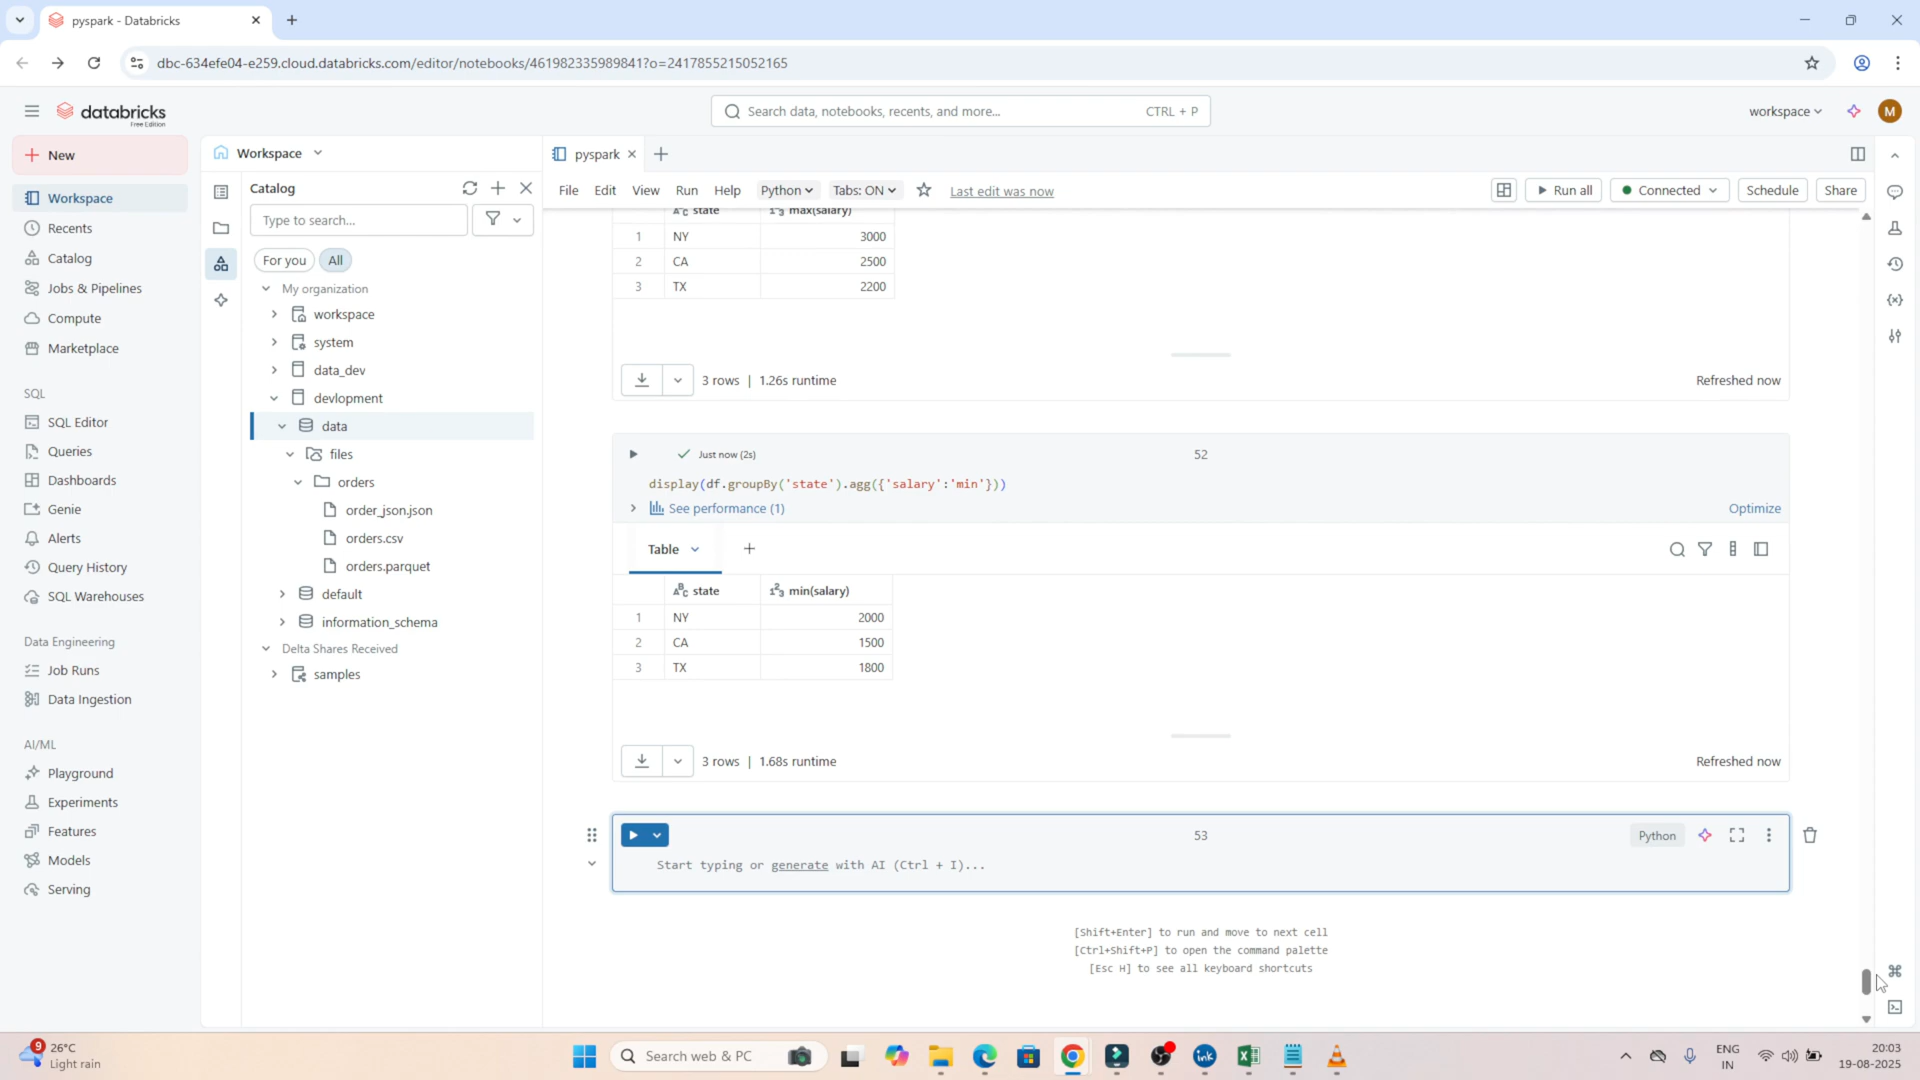 pyspark - Databricks
dbc-634efe04-e259.cloud.databricks.com/editor/notebooks/461982335989841?o=2417855215052165
databricks
Free Edition
Search data, notebooks, recents, and more...
CTRL + P
workspace
M
New
Workspace
Recents
Catalog
Jobs & Pipelines
Compute
Marketplace
SQL
SQL Editor
Queries
Dashboards
Genie
Alerts
Query History
SQL Warehouses
Data Engineering
Job Runs
Data Ingestion
AI/ML
Playground
Experiments
Features
Models
Serving
Workspace
Catalog
Type to search...
For you
All
My organization
workspace
system
data_dev
devlopment
data
files
orders
order_json.json
orders.csv
orders.parquet
default
information_schema
Delta Shares Received
samples
pyspark
File Edit View Run Help Python Tabs: ON Last edit was now
Run all Connected Schedule Share
state max(salary)
1 NY 3000
2 CA 2500
3 TX 2200
3 rows | 1.26s runtime
Refreshed now
Just now (2s)
52
display(df.groupBy('state').agg({'salary':'min'}))
See performance (1)
Optimize
Table
state min(salary)
1 NY 2000
2 CA 1500
3 TX 1800
3 rows | 1.68s runtime
Refreshed now
53
Python
Start typing or generate with AI (Ctrl + I)...
[Shift+Enter] to run and move to next cell
[Ctrl+Shift+P] to open the command palette
[Esc H] to see all keyboard shortcuts
9
26°C
Light rain
Search web & PC
ink
ENG
IN
20:03
19-08-2025